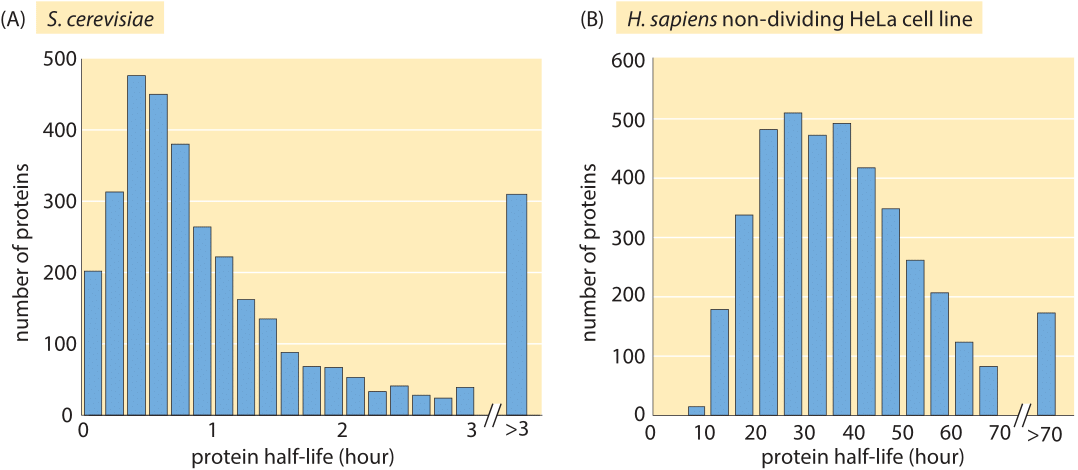 (A) S. cerevisiae
500
400
300
200
100
0
number of proteins
0 1 2 3 >3
protein half-life (hour)
(B) H. sapiens non-dividing HeLa cell line
600
500
400
300
200
100
0
number of proteins
0 10 20 30 40 50 60 70 >70
protein half-life (hour)